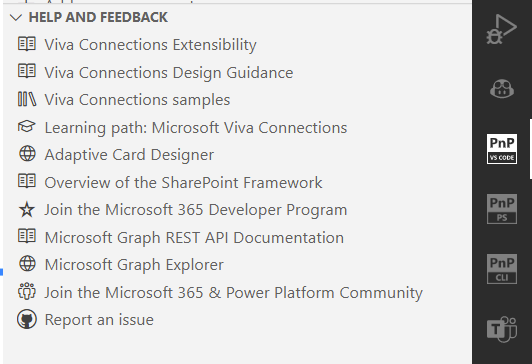 HELP AND FEEDBACK
Viva Connections Extensibility
Viva Connections Design Guidance
Viva Connections samples
Learning path: Microsoft Viva Connections
Adaptive Card Designer
Overview of the SharePoint Framework
Join the Microsoft 365 Developer Program
Microsoft Graph REST API Documentation
Microsoft Graph Explorer
Join the Microsoft 365 & Power Platform Community
Report an issue
PnP
VS CODE
PnP
PS
PnP
CLI
T